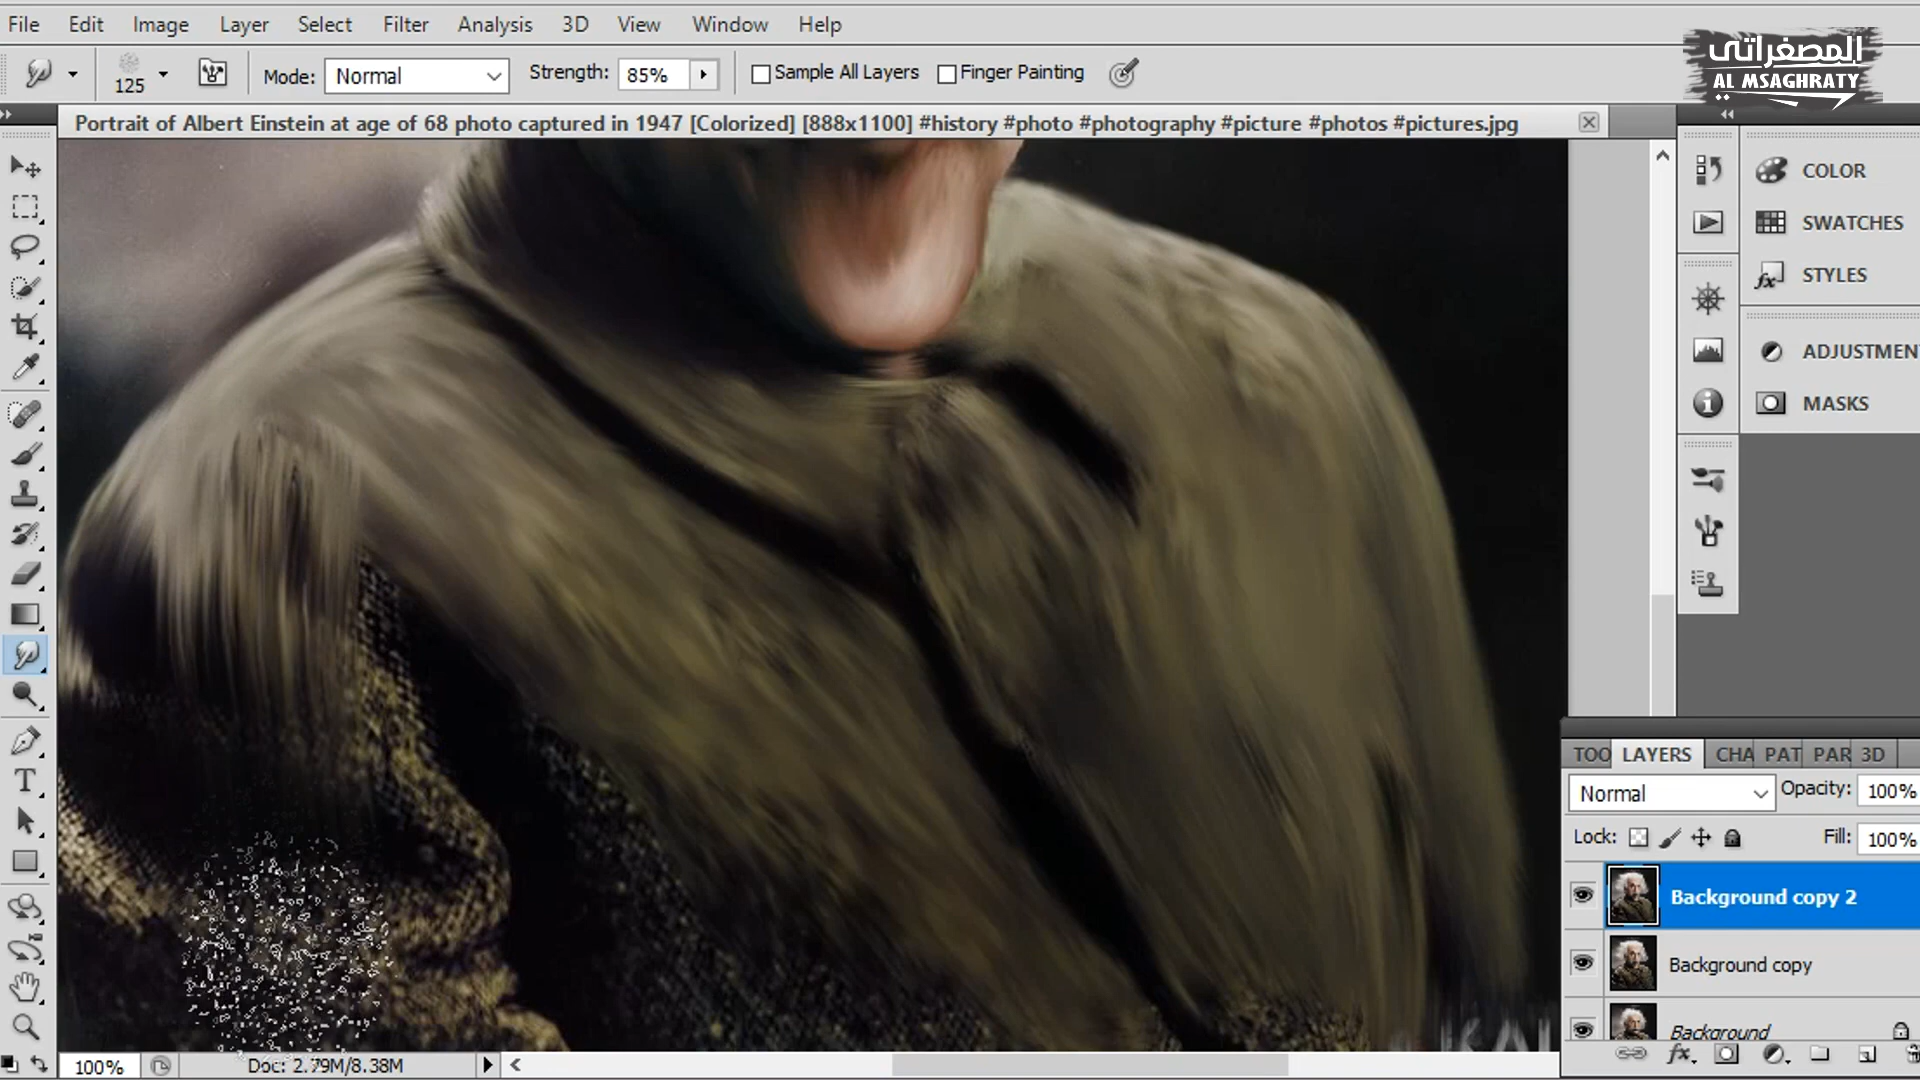 File Edit Image Layer Select Filter Analysis 3D View Window Help
المصغراتي
AL MSAGHRATY
125 Mode: Normal Strength: 85% Sample All Layers Finger Painting
Portrait of Albert Einstein at age of 68 photo captured in 1947 [Colorized] [888x1100] #history #photo #photography #picture #photos #pictures.jpg
COLOR
SWATCHES
STYLES
ADJUSTMEN
MASKS
TOO LAYERS CHA PAT PAR 3D
Normal Opacity: 100%
Lock: Fill: 100%
Background copy 2
Background copy
Background
100% Doc: 2.79M/8.38M